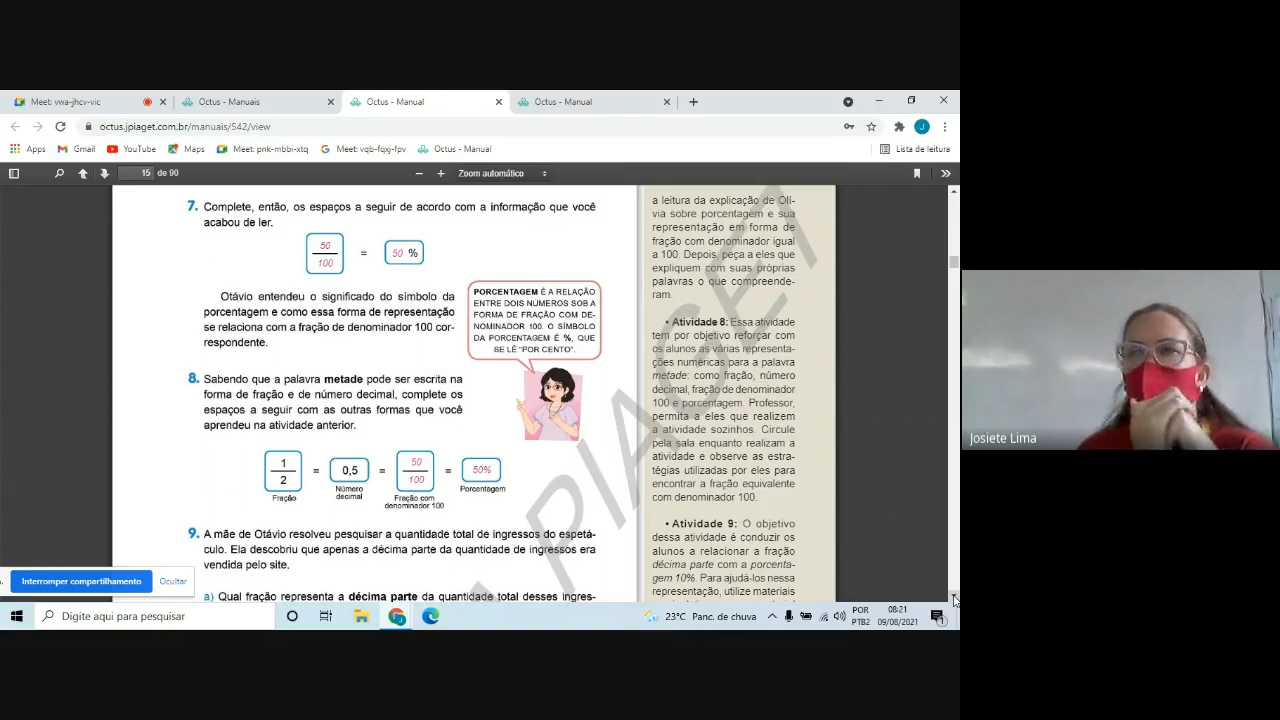 Meet: vwa-jhcv-vic
Octus - Manuais
Octus - Manual
Octus - Manual
octus.jpiaget.com.br/manuais/542/view
Apps
Gmail
YouTube
Maps
Meet: pnk-mbbi-xtq
Meet: vqb-fqxj-fpv
Octus - Manual
Lista de leitura
15 de 90
Zoom automático
7. Complete, então, os espaços a seguir de acordo com a informação que você
acabou de ler.
50
100
=
50 %
Otávio entendeu o significado do símbolo da
porcentagem e como essa forma de representação
se relaciona com a fração de denominador 100 cor-
respondente.
PORCENTAGEM É A RELAÇÃO
ENTRE DOIS NÚMEROS SOB A
FORMA DE FRAÇÃO COM DE-
NOMINADOR 100. O SÍMBOLO
DA PORCENTAGEM É %, QUE
SE LÊ "POR CENTO".
8. Sabendo que a palavra metade pode ser escrita na
forma de fração e de número decimal, complete os
espaços a seguir com as outras formas que você
aprendeu na atividade anterior.
1
2
=
0,5
=
50
100
=
50%
Fração
Número
decimal
Fração com
denominador 100
Porcentagem
9. A mãe de Otávio resolveu pesquisar a quantidade total de ingressos do espetá-
culo. Ela descobriu que apenas a décima parte da quantidade de ingressos era
vendida pelo site.
a) Qual fração representa a décima parte da quantidade total desses ingres-
a leitura da explicação de Olí-
via sobre porcentagem e sua
representação em forma de
fração com denominador igual
a 100. Depois, peça a eles que
expliquem com suas próprias
palavras o que compreende-
ram.
• Atividade 8: Essa atividade
tem por objetivo reforçar com
os alunos as várias representa-
ções numéricas para a palavra
metade: como fração, número
decimal, fração de denominador
100 e porcentagem. Professor,
permita a eles que realizem
a atividade sozinhos. Circule
pela sala enquanto realizam a
atividade e observe as estra-
tégias utilizadas por eles para
encontrar a fração equivalente
com denominador 100.
• Atividade 9: O objetivo
dessa atividade é conduzir os
alunos a relacionar a fração
décima parte com a porcenta-
gem 10%. Para ajudá-los nessa
representação, utilize materiais
PIAGET
Interromper compartilhamento
Ocultar
Digite aqui para pesquisar
23°C Panc. de chuva
POR
PTB2
08:21
09/08/2021
1
J
Josiete Lima